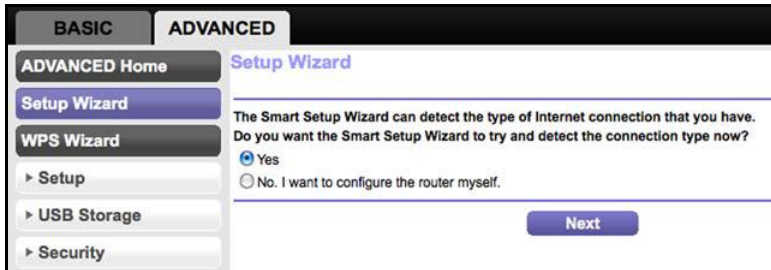 BASIC
ADVANCED
ADVANCED Home
Setup Wizard
WPS Wizard
▸ Setup
▸ USB Storage
▸ Security
Setup Wizard
The Smart Setup Wizard can detect the type of Internet connection that you have.
Do you want the Smart Setup Wizard to try and detect the connection type now?
Yes
No. I want to configure the router myself.
Next